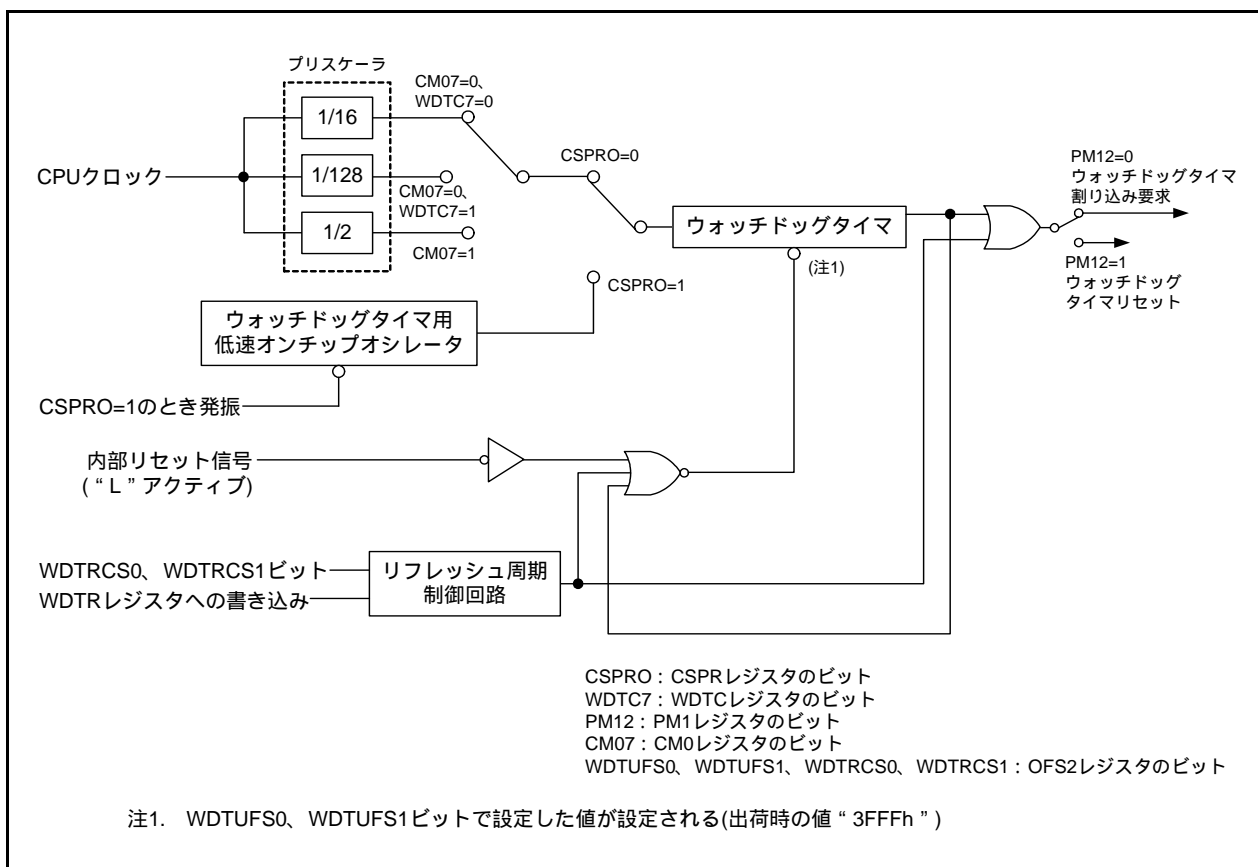 プリスケーラ
CM07=0、
WDTC7=0
1/16
CSPRO=0
PM12=0
ウォッチドッグタイマ
割り込み要求
CPUクロック
1/128
CM07=0、
WDTC7=1
1/2
CM07=1
ウォッチドッグタイマ
(注1)
PM12=1
ウォッチドッグ
タイマリセット
CSPRO=1
ウォッチドッグタイマ用
低速オンチップオシレータ
CSPRO=1のとき発振
内部リセット信号
( “ L ” アクティブ)
WDTRCS0、WDTRCS1ビット
WDTRレジスタへの書き込み
リフレッシュ周期
制御回路
CSPRO：CSPRレジスタのビット
WDTC7：WDTCレジスタのビット
PM12：PM1レジスタのビット
CM07：CM0レジスタのビット
WDTUFS0、WDTUFS1、WDTRCS0、WDTRCS1：OFS2レジスタのビット
注1. WDTUFS0、WDTUFS1ビットで設定した値が設定される(出荷時の値 “ 3FFFh ” )